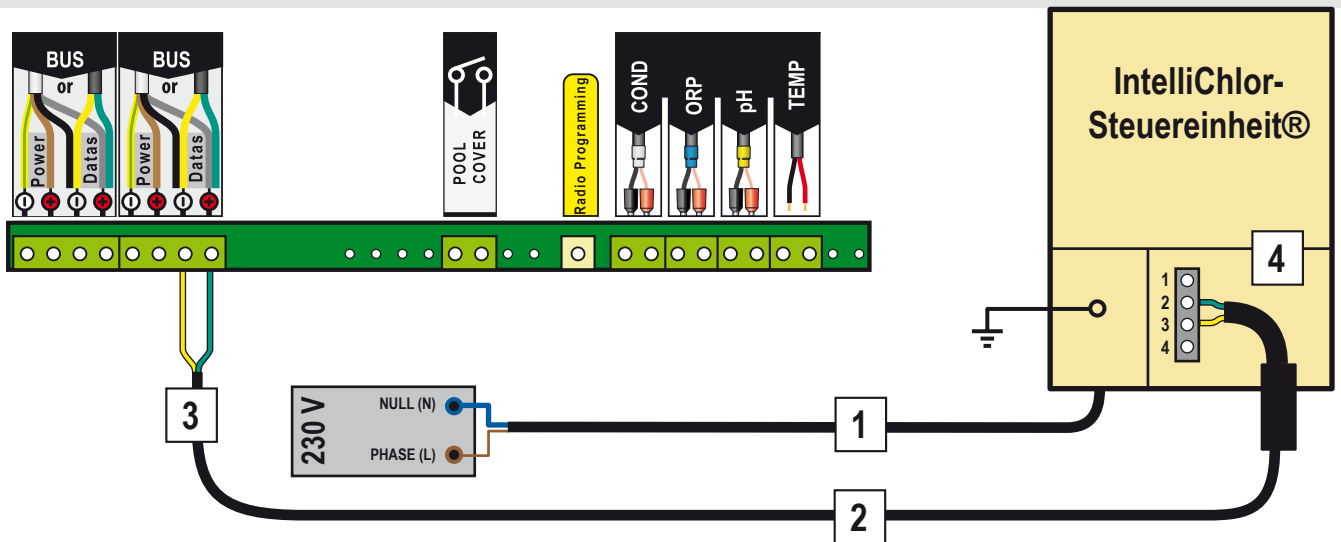 BUS
or
Power
Datas
BUS
or
Power
Datas
POOL
COVER
Radio Programming
COND
ORP
pH
TEMP
IntelliChlor-
Steuereinheit®
4
1
2
3
4
3
230 V
NULL (N)
PHASE (L)
1
2